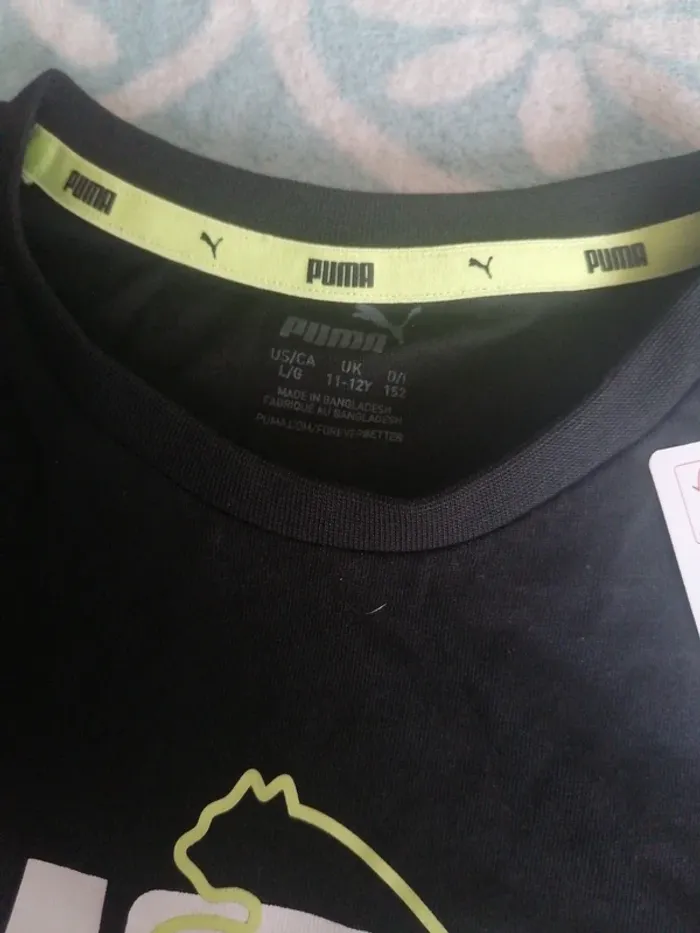 PUMA PUMA PUMA
PUMA
US/CA UK D/I
L/G 11-12Y 152
MADE IN BANGLADESH
FABRIQUÉ AU BANGLADESH
PUMA.COM/FOREVERBETTER